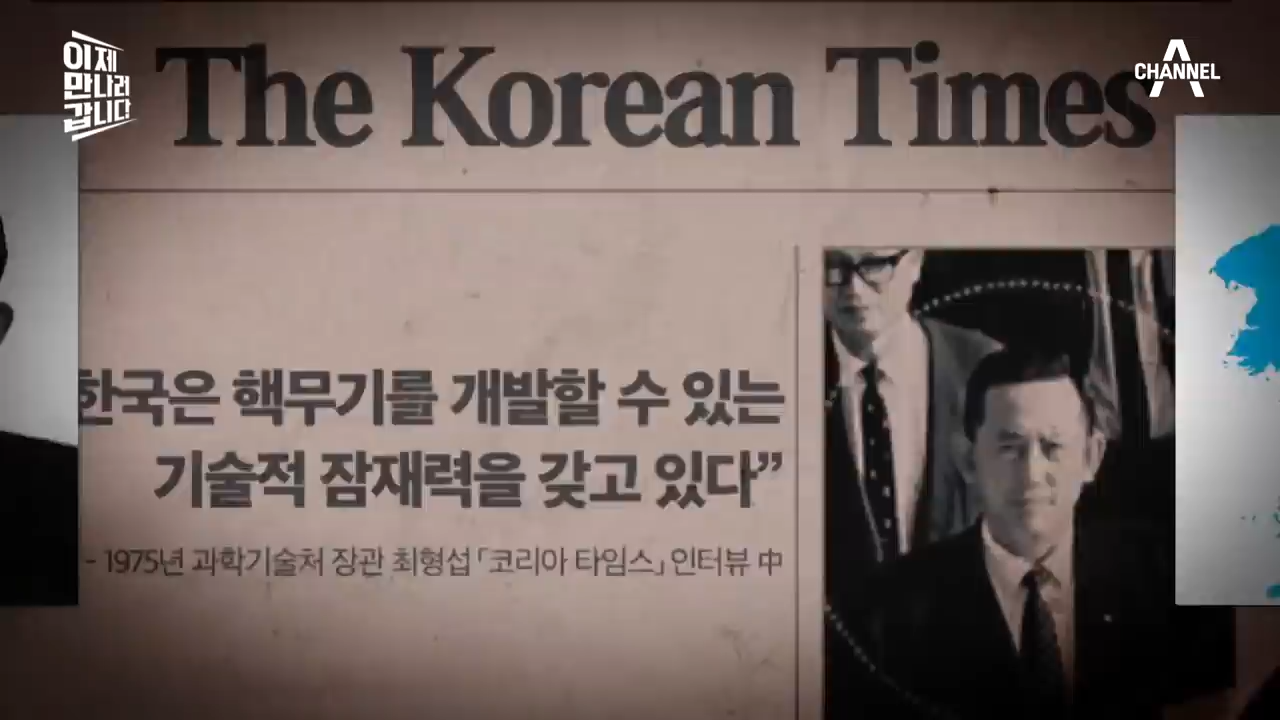 이제
만나러
갑니다
CHANNEL A
The Korean Times
한국은 핵무기를 개발할 수 있는
기술적 잠재력을 갖고 있다”
- 1975년 과학기술처 장관 최형섭 「코리아 타임스」 인터뷰 中